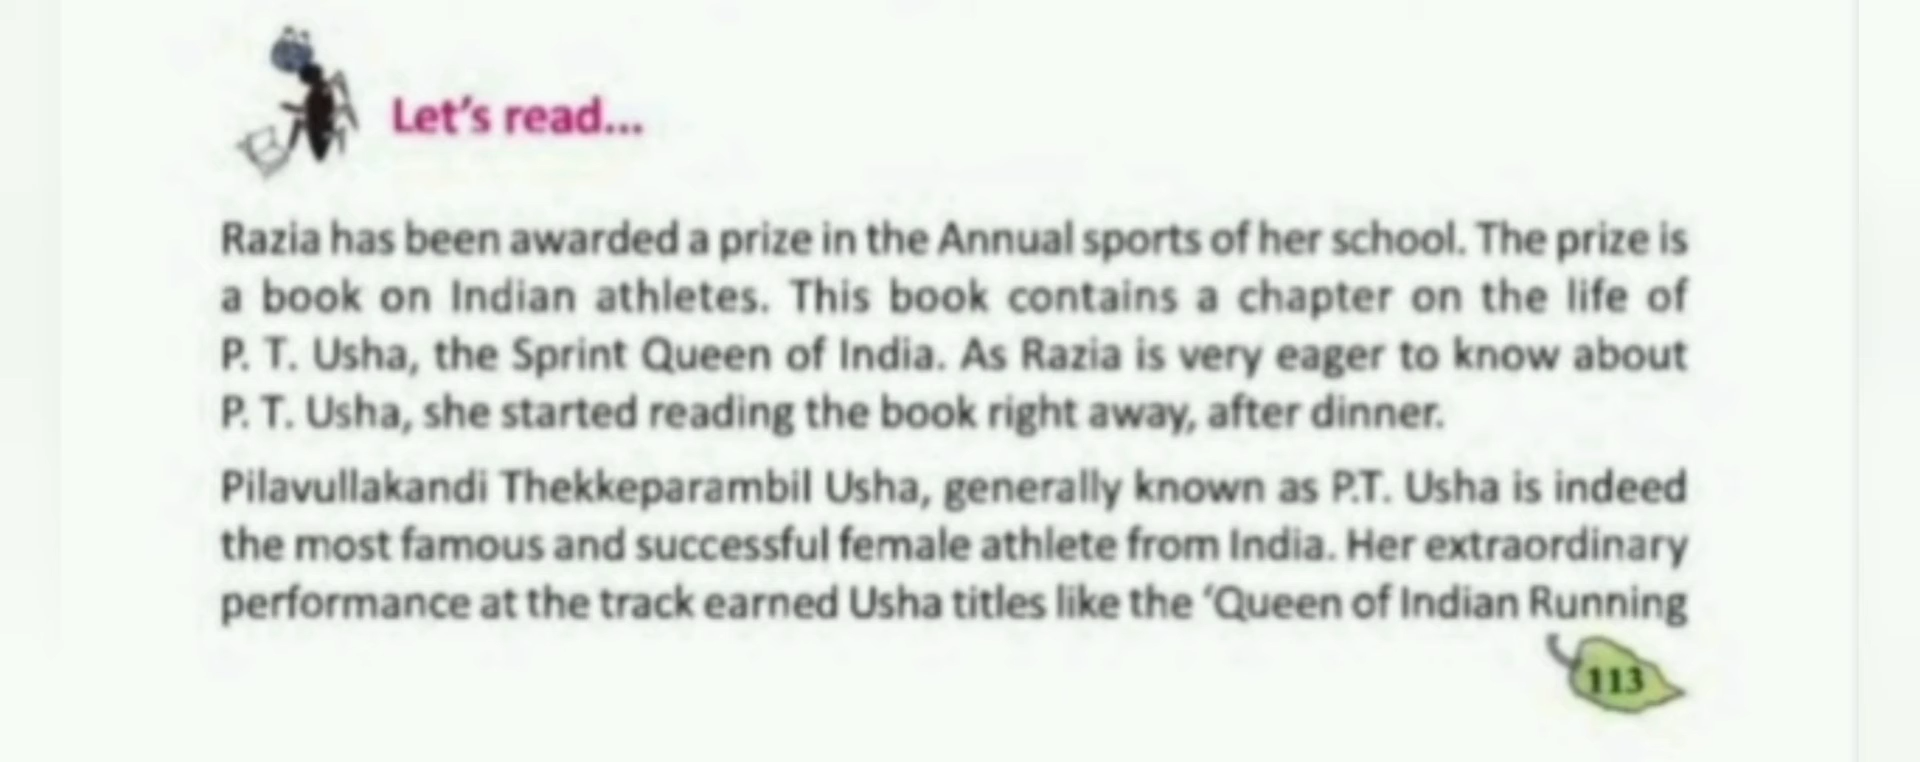 Let's read...
Razia has been awarded a prize in the Annual sports of her school. The prize is
a book on Indian athletes. This book contains a chapter on the life of
P. T. Usha, the Sprint Queen of India. As Razia is very eager to know about
P. T. Usha, she started reading the book right away, after dinner.
Pilavullakandi Thekkeparambil Usha, generally known as P.T. Usha is indeed
the most famous and successful female athlete from India. Her extraordinary
performance at the track earned Usha titles like the ‘Queen of Indian Running
113